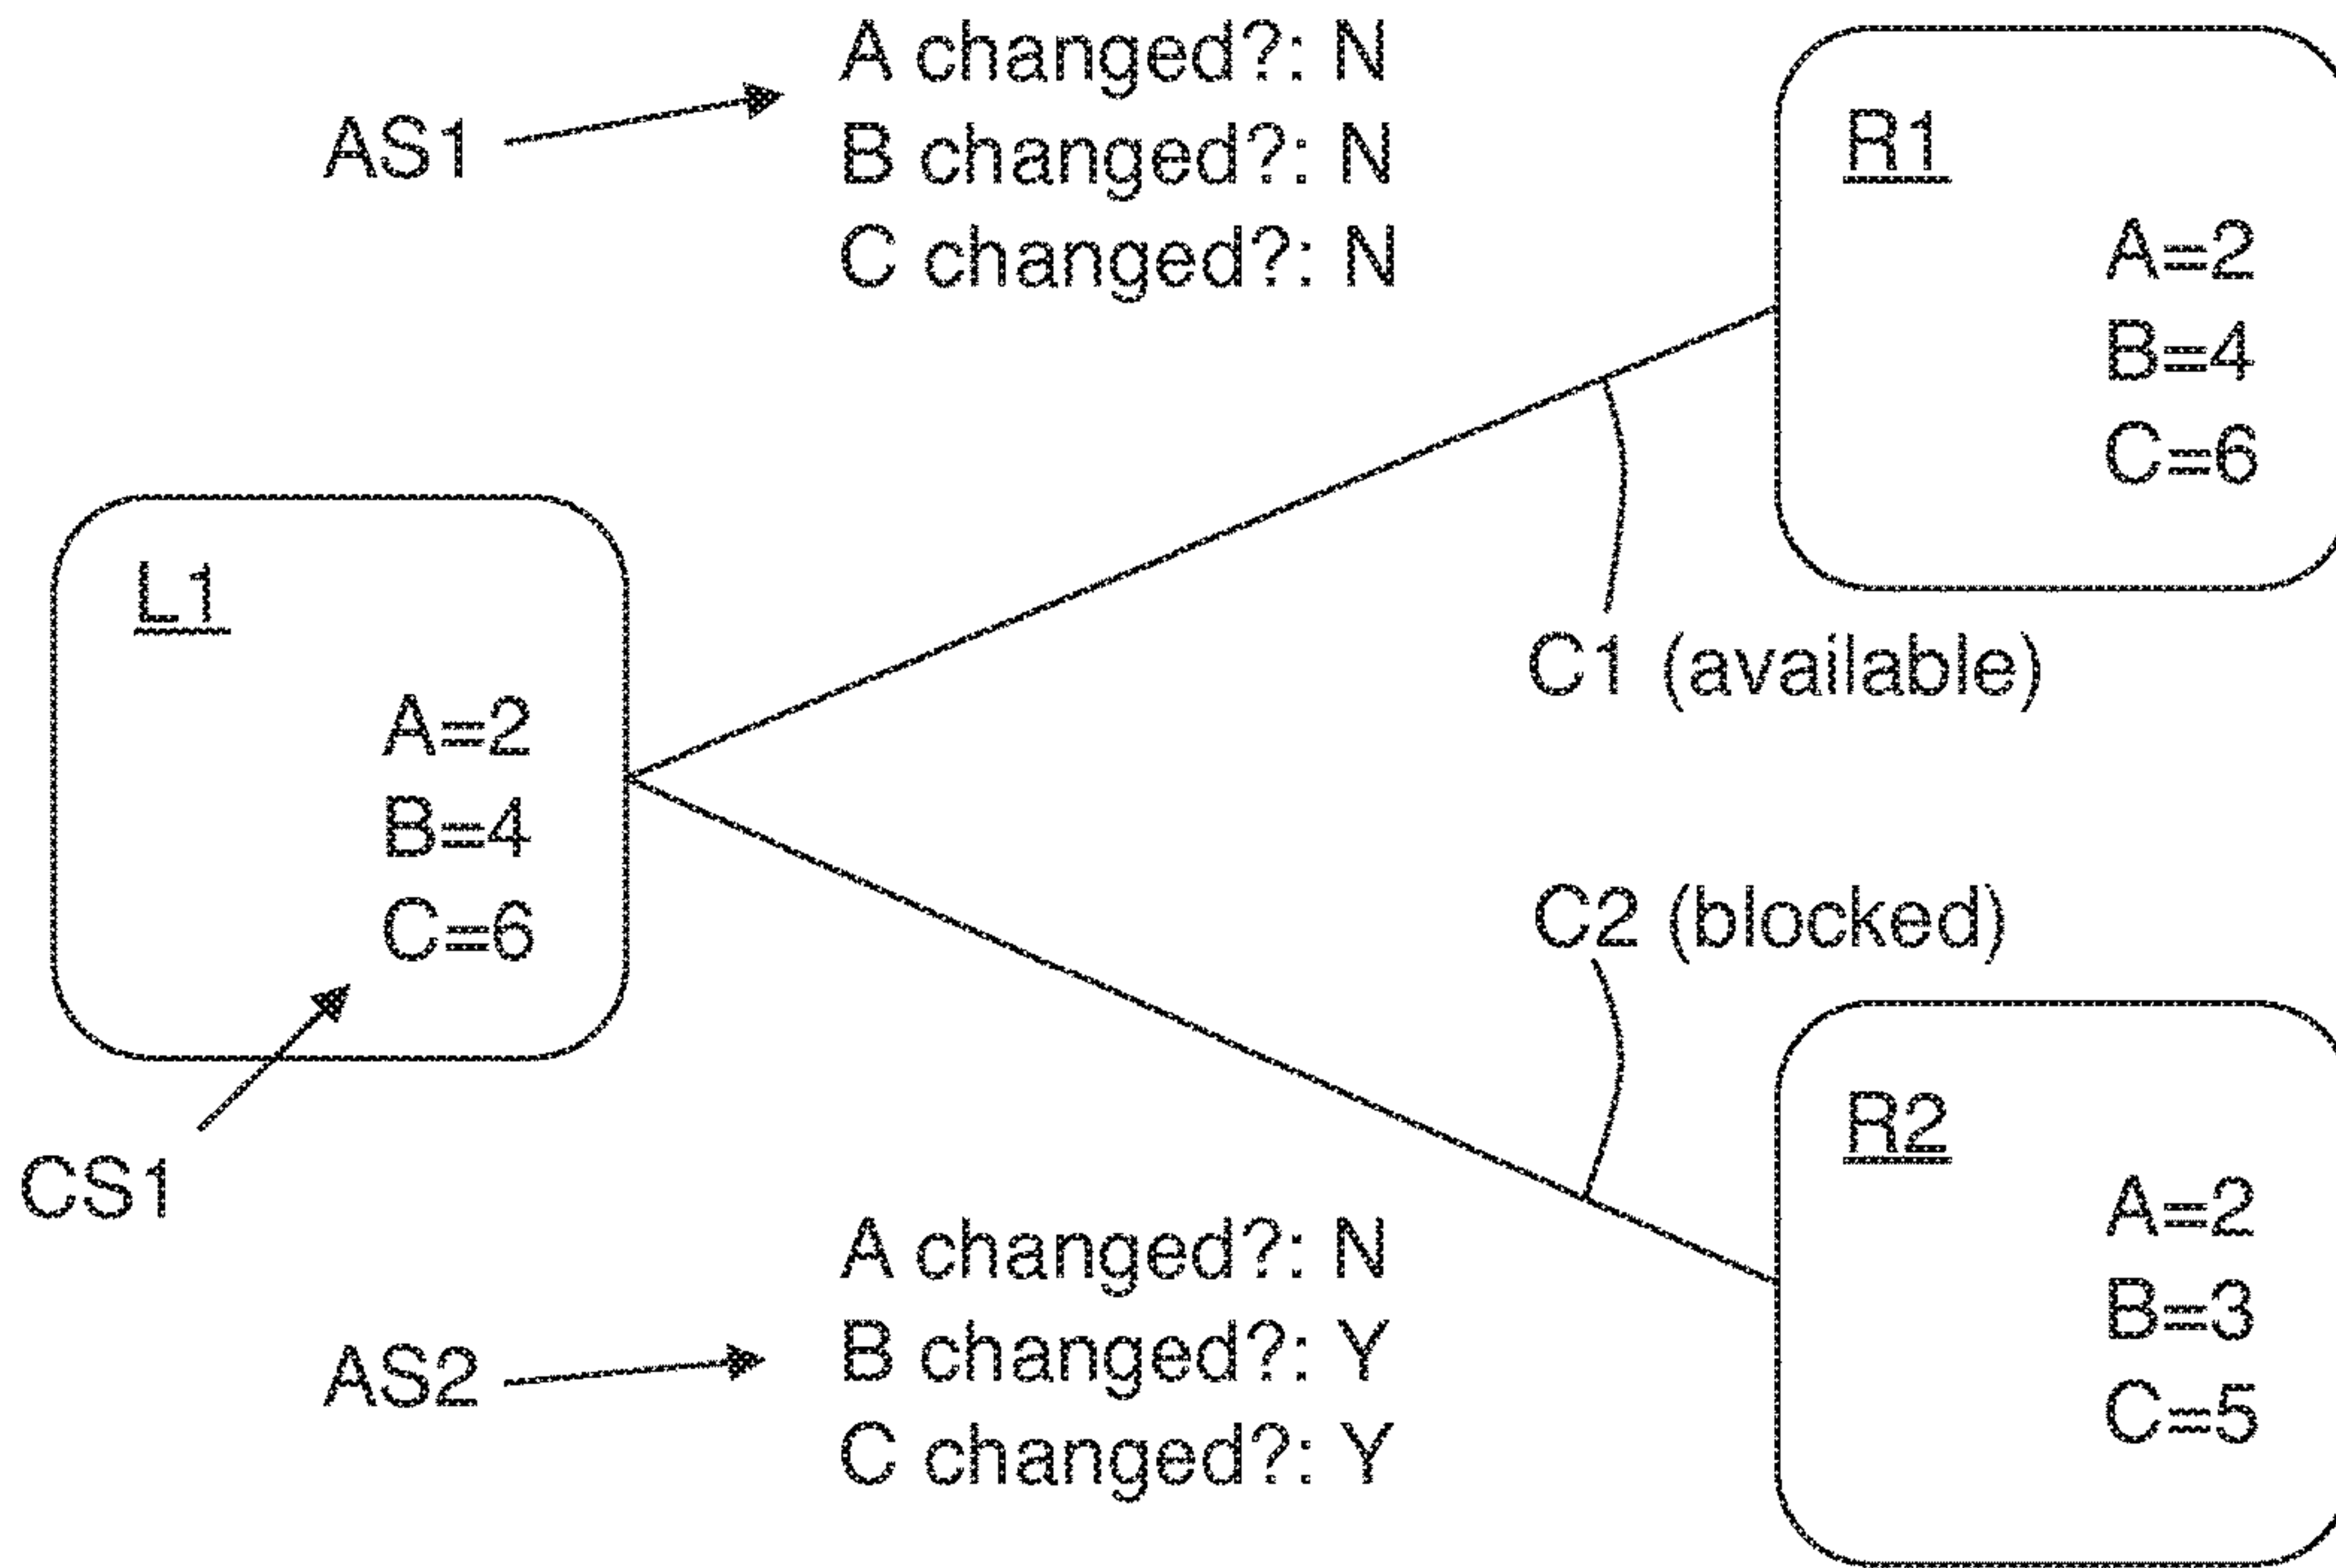 AS1
A changed?: N
B changed?: N
C changed?: N
R1
A=2
B=4
C=6
C1 (available)
L1
A=2
B=4
C=6
CS1
C2 (blocked)
R2
A=2
B=3
C=5
AS2
A changed?: N
B changed?: Y
C changed?: Y